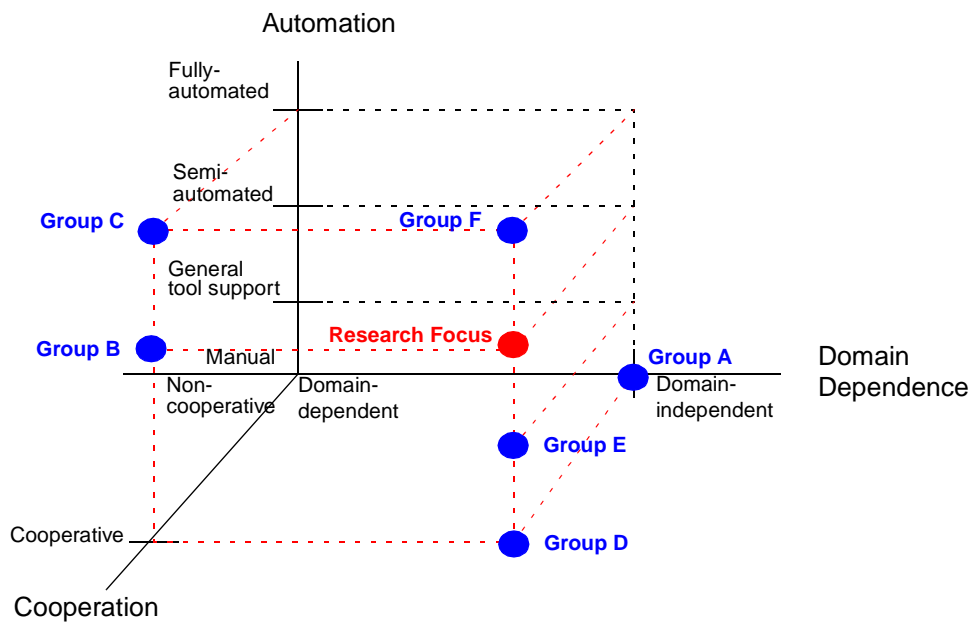 Automation
Fully-
automated
Semi-
automated
Group C
Group F
General
tool support
Research Focus
Group B
Manual
Group A
Domain
Dependence
Non-
cooperative
Domain-
dependent
Domain-
independent
Group E
Cooperative
Group D
Cooperation